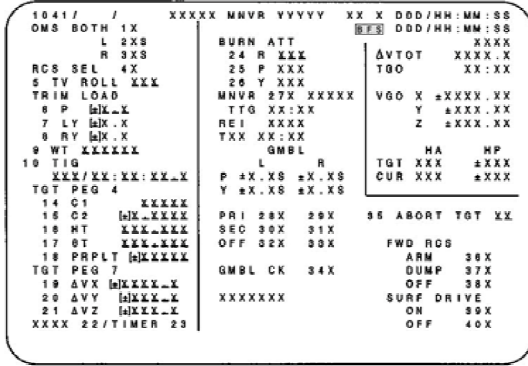 1041/ / XXXXX MNVR YYYYY XX X DDD/HH:MM:SS
BFS DDD/HH:MM:SS
OMS BOTH 1X
L 2XS
R 3XS
RCS SEL 4X
5 TV ROLL XXX
TRIM LOAD
6 P [±]X.X
7 LY [±]X.X
8 RY [±]X.X
9 WT XXXXXX
10 TIG
XXX/XX:XX:XX.X
TGT PEG 4
14 C1 XXXXX
15 C2 [±]X.XXXX
16 HT XXX.XXX
17 θT XXX.XXX
18 PRPLT [±]XXXXX
TGT PEG 7
19 ΔVX [±]XXXX.X
20 ΔVY [±]XXX.X
21 ΔVZ [±]XXX.X
XXXX 22/TIMER 23
BURN ATT
24 R XXX
25 P XXX
26 Y XXX
MNVR 27X XXXXX
TTG XX:XX
REI XXXX
TXX XX:XX
GMBL
L R
P ±X.XS ±X.XS
Y ±X.XS ±X.XS
PRI 28X 29X
SEC 30X 31X
OFF 32X 33X
GMBL CK 34X
XXXXXXX
XXXX
ΔVTOT XXXX.X
TGO XX:XX
VGO X ±XXXX.XX
Y ±XXX.XX
Z ±XXX.XX
HA HP
TGT XXX ±XXX
CUR XXX ±XXX
35 ABORT TGT XX
FWD RCS
ARM 36X
DUMP 37X
OFF 38X
SURF DRIVE
ON 39X
OFF 40X